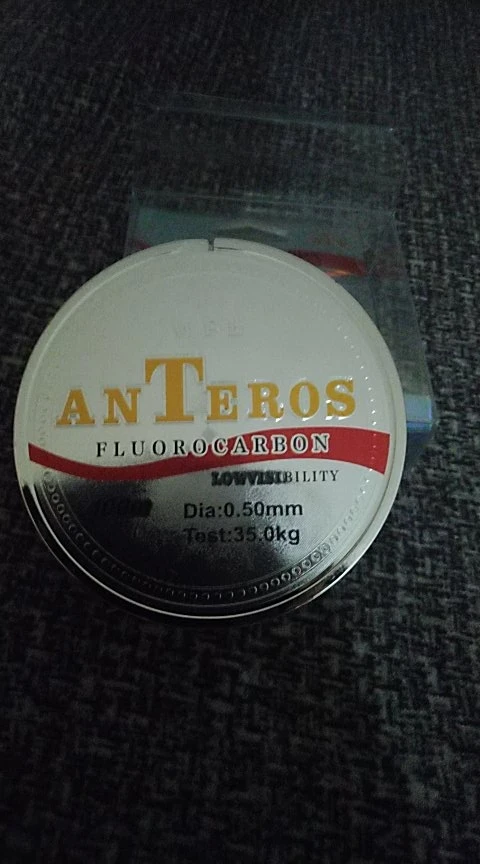 ANTEROS
FLUOROCARBON
LOWVISIBILITY
Dia:0.50mm
Test:35.0kg